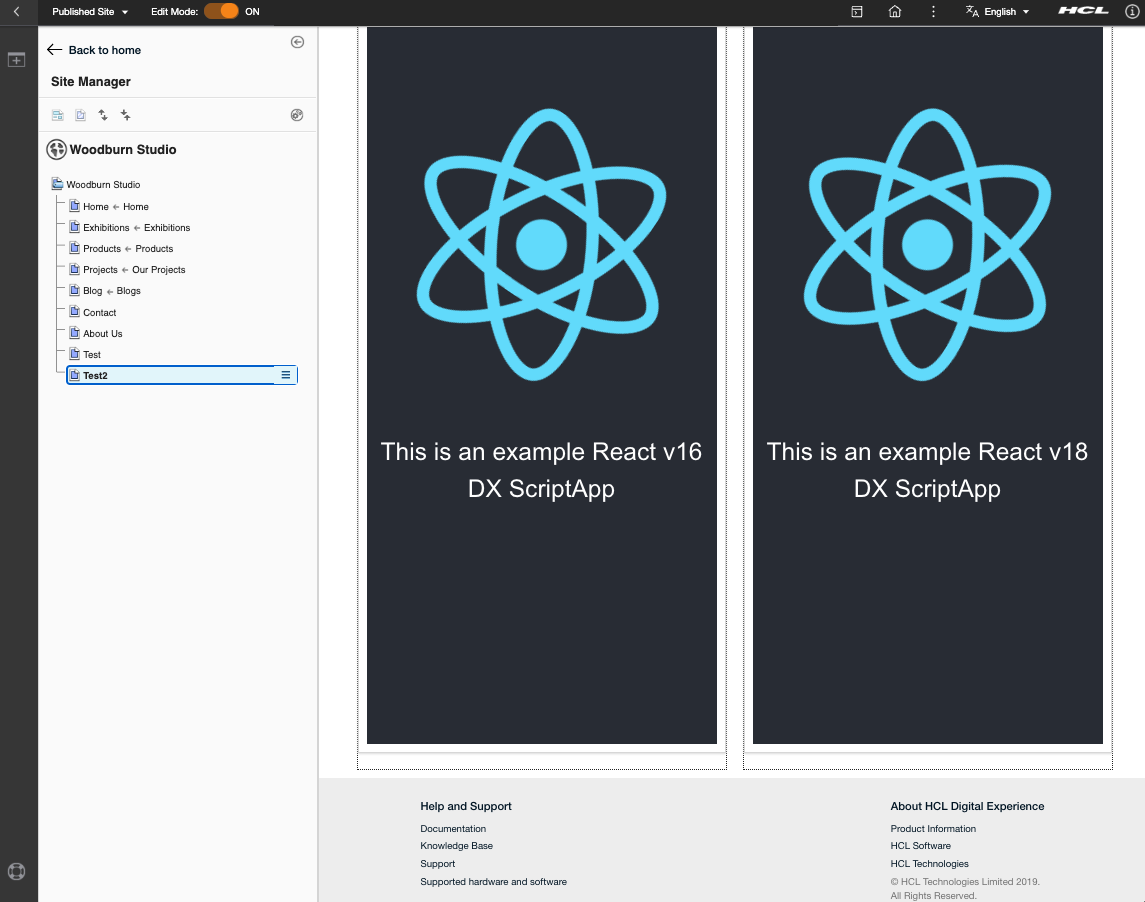 Published Site
Edit Mode: ON
English
HCL
Back to home
Site Manager
Woodburn Studio
Woodburn Studio
Home ← Home
Exhibitions ← Exhibitions
Products ← Products
Projects ← Our Projects
Blog ← Blogs
Contact
About Us
Test
Test2
This is an example React v16
DX ScriptApp
This is an example React v18
DX ScriptApp
Help and Support
Documentation
Knowledge Base
Support
Supported hardware and software
About HCL Digital Experience
Product Information
HCL Software
HCL Technologies
© HCL Technologies Limited 2019.
All Rights Reserved.